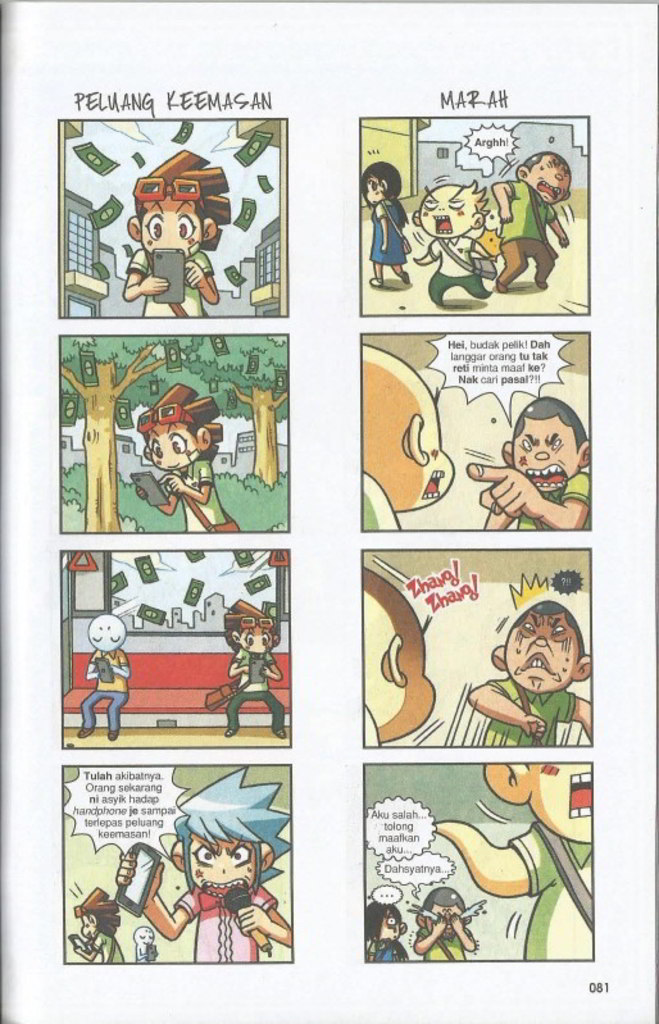 PELUANG KEEMASAN
Tulah akibatnya.
Orang sekarang
ni asyik hadap
handphone je sampai
terlepas peluang
keemasan!
MARAH
Arghh!
Hei, budak pelik! Dah
langgar orang tu tak
reti minta maaf ke?
Nak cari pasal?!!
Zharp!
Zharp!
?!!
Aku salah...
tolong
maafkan
aku...
Dahsyatnya...
...
081